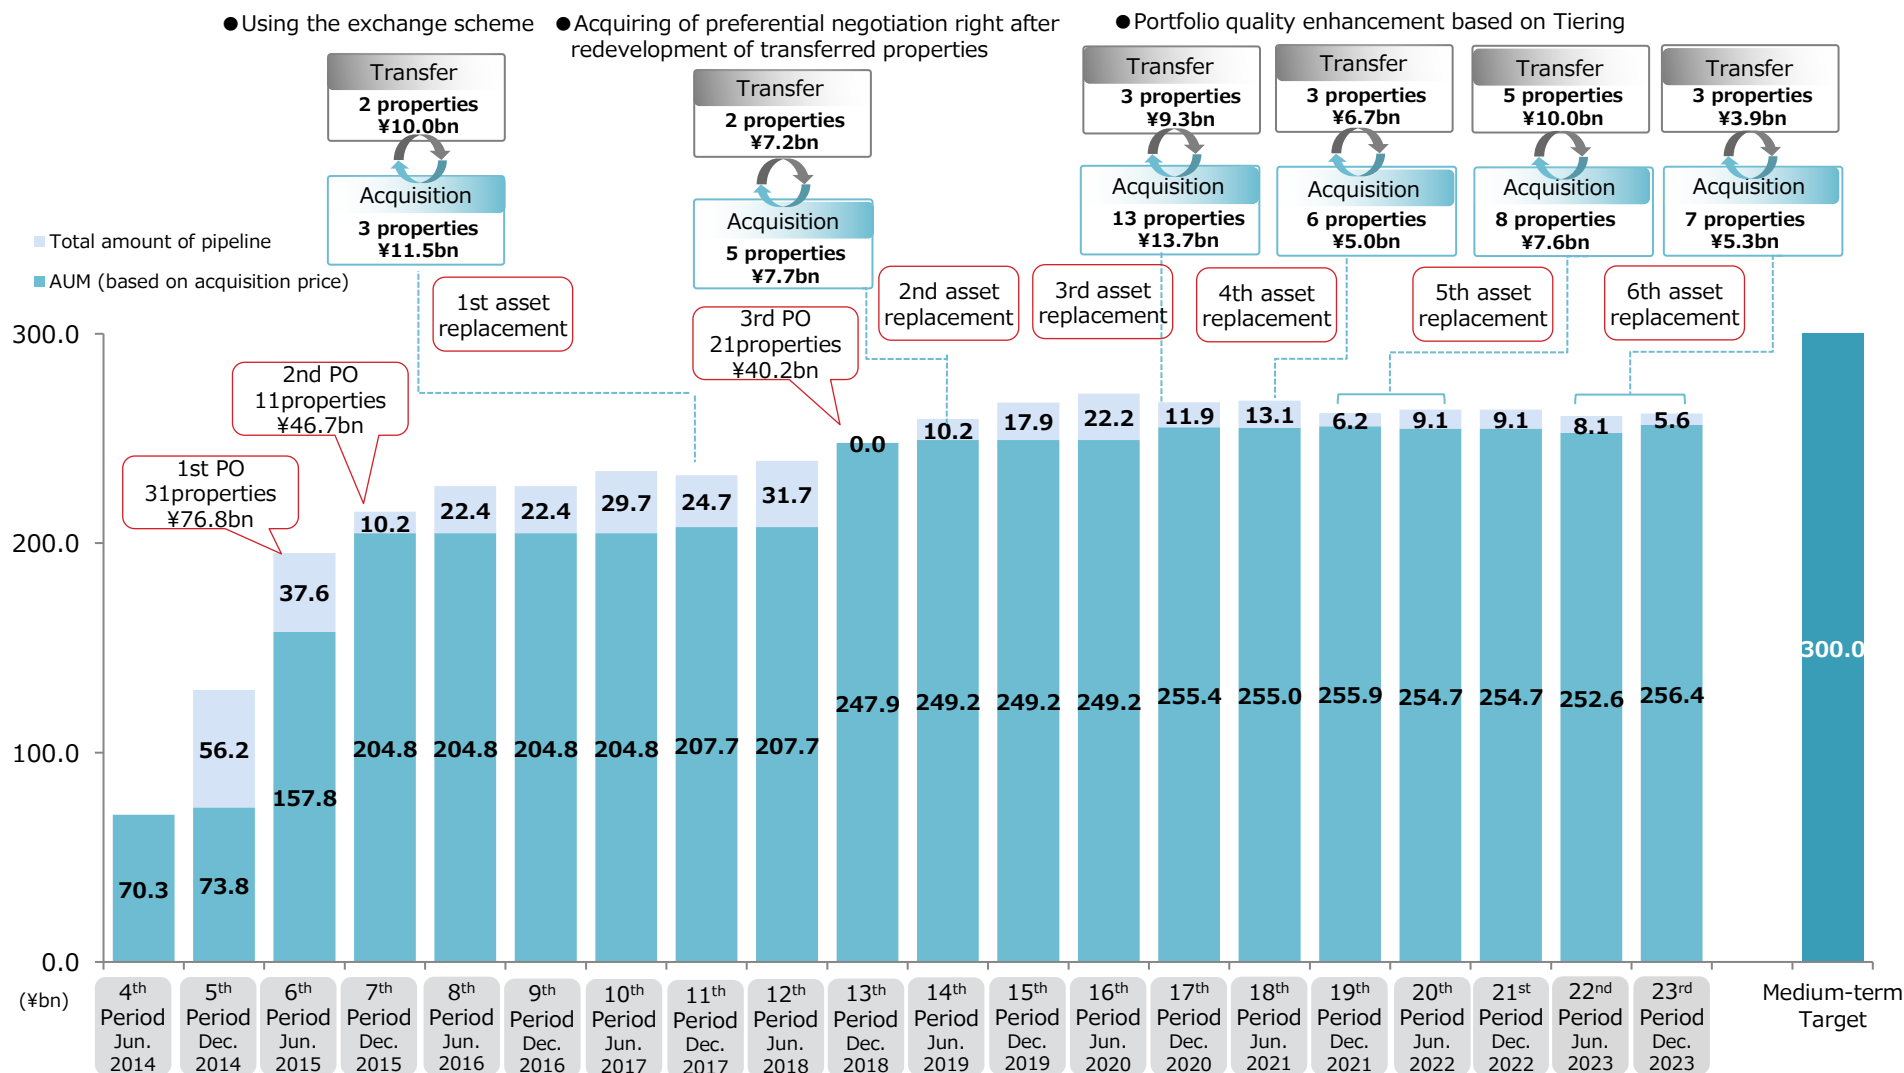 ●Using the exchange scheme
●Acquiring of preferential negotiation right after
redevelopment of transferred properties
●Portfolio quality enhancement based on Tiering
Transfer
2 properties
¥10.0bn
Acquisition
3 properties
¥11.5bn
Transfer
2 properties
¥7.2bn
Acquisition
5 properties
¥7.7bn
Transfer
3 properties
¥9.3bn
Acquisition
13 properties
¥13.7bn
Transfer
3 properties
¥6.7bn
Acquisition
6 properties
¥5.0bn
Transfer
5 properties
¥10.0bn
Acquisition
8 properties
¥7.6bn
Transfer
3 properties
¥3.9bn
Acquisition
7 properties
¥5.3bn
Total amount of pipeline
AUM (based on acquisition price)
1st asset
replacement
2nd asset
replacement
3rd asset
replacement
4th asset
replacement
5th asset
replacement
6th asset
replacement
1st PO
31properties
¥76.8bn
2nd PO
11properties
¥46.7bn
3rd PO
21properties
¥40.2bn
300.0
200.0
100.0
0.0
(¥bn)
56.2
37.6
10.2
22.4
22.4
29.7
24.7
31.7
0.0
10.2
17.9
22.2
11.9
13.1
6.2
9.1
9.1
8.1
5.6
70.3
73.8
157.8
204.8
204.8
204.8
204.8
207.7
207.7
247.9
249.2
249.2
249.2
255.4
255.0
255.9
254.7
254.7
252.6
256.4
300.0
4th
Period
Jun.
2014
5th
Period
Dec.
2014
6th
Period
Jun.
2015
7th
Period
Dec.
2015
8th
Period
Jun.
2016
9th
Period
Dec.
2016
10th
Period
Jun.
2017
11th
Period
Dec.
2017
12th
Period
Jun.
2018
13th
Period
Dec.
2018
14th
Period
Jun.
2019
15th
Period
Dec.
2019
16th
Period
Jun.
2020
17th
Period
Dec.
2020
18th
Period
Jun.
2021
19th
Period
Dec.
2021
20th
Period
Jun.
2022
21st
Period
Dec.
2022
22nd
Period
Jun.
2023
23rd
Period
Dec.
2023
Medium-term
Target